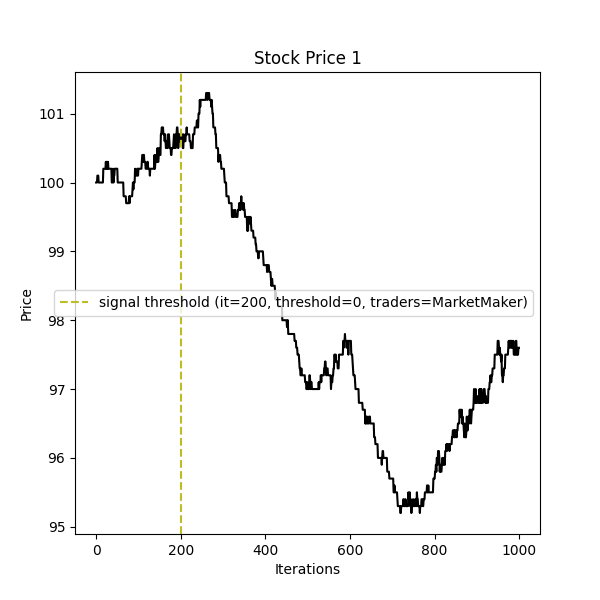 Stock Price 1
101
100
99
98
97
96
95
Price
signal threshold (it=200, threshold=0, traders=MarketMaker)
0 200 400 600 800 1000
Iterations